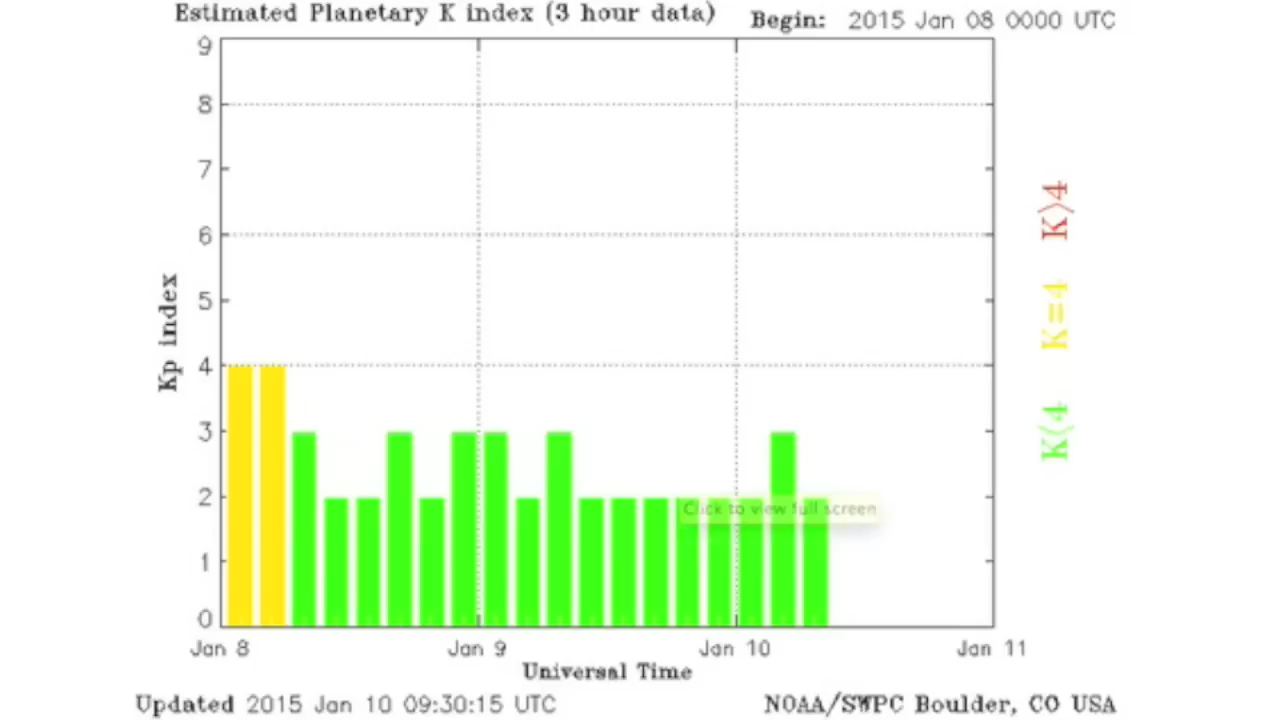 Estimated Planetary K index (3 hour data)
Begin: 2015 Jan 08 0000 UTC
9
8
7
6
5
4
3
2
1
0
Kp index
K>4
K=4
K<4
Click to view full screen
Jan 8 Jan 9 Jan 10 Jan 11
Universal Time
Updated 2015 Jan 10 09:30:15 UTC
NOAA/SWPC Boulder, CO USA